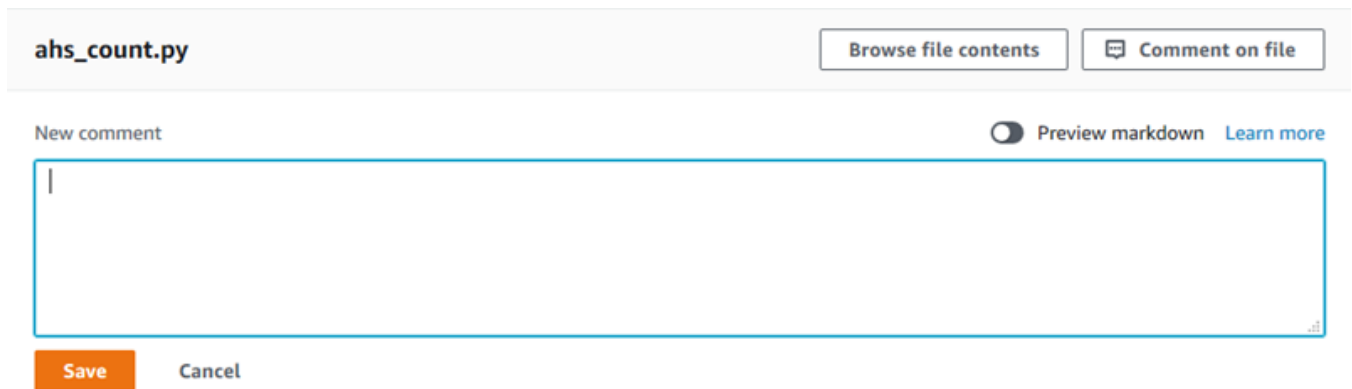 ahs_count.py Browse file contents Comment on file
New comment Preview markdown Learn more
Save Cancel